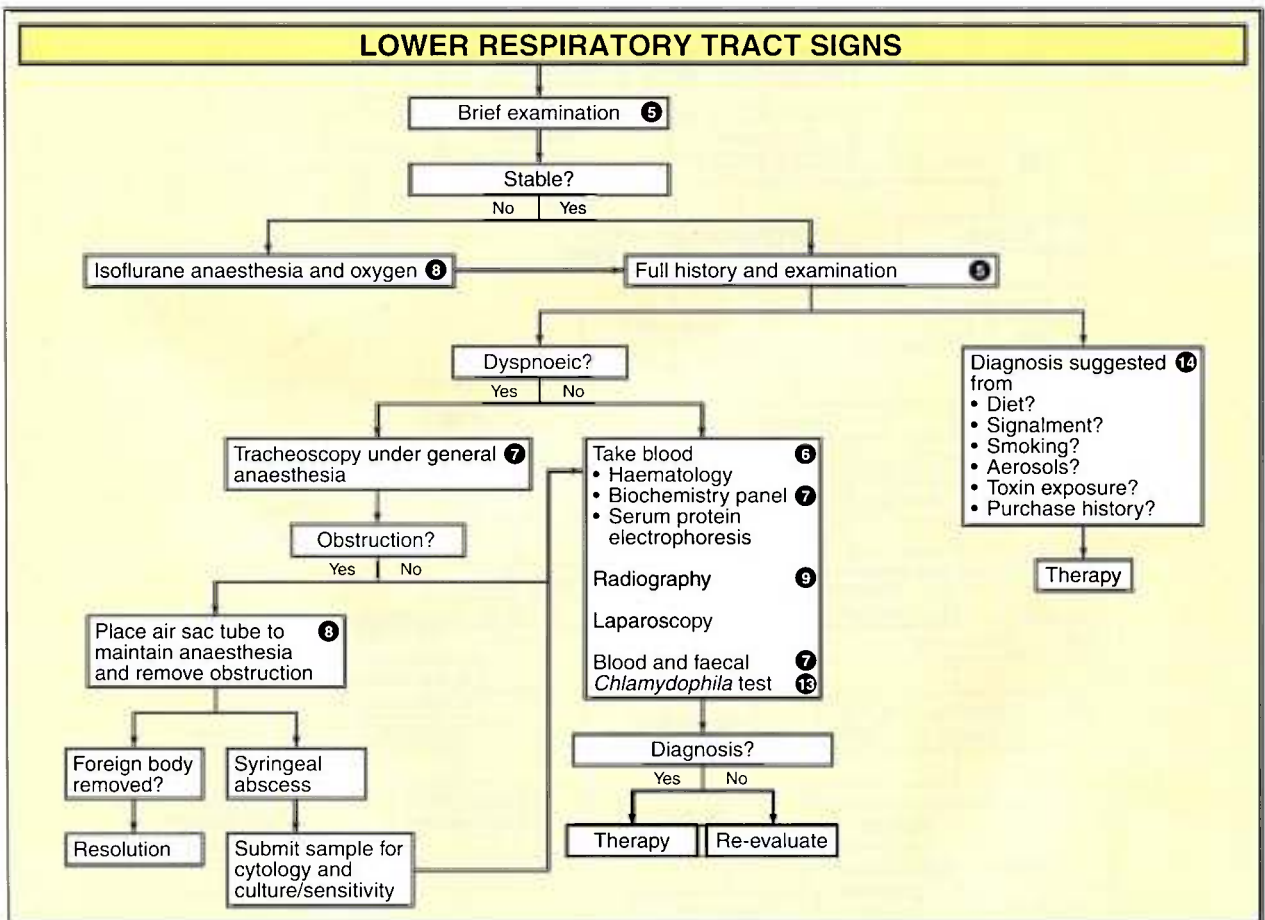 LOWER RESPIRATORY TRACT SIGNS
Brief examination 5
Stable?
No Yes
Isoflurane anaesthesia and oxygen 8
Full history and examination 5
Dyspnoeic?
Yes No
Diagnosis suggested 14
from
• Diet?
• Signalment?
• Smoking?
• Aerosols?
• Toxin exposure?
• Purchase history?
Therapy
Tracheoscopy under general 7
anaesthesia
Obstruction?
Yes No
Place air sac tube to 8
maintain anaesthesia
and remove obstruction
Foreign body
removed?
Resolution
Syringeal
abscess
Submit sample for
cytology and
culture/sensitivity
Take blood 6
• Haematology
• Biochemistry panel 7
• Serum protein
electrophoresis
Radiography 9
Laparoscopy
Blood and faecal 7
Chlamydophila test 13
Diagnosis?
Yes No
Therapy
Re-evaluate